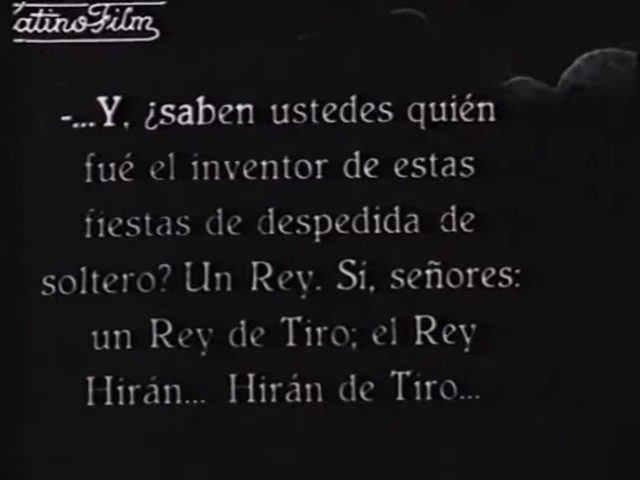 atinoFilm
-...Y, ¿saben ustedes quién
fué el inventor de estas
fiestas de despedida de
soltero? Un Rey. Sí, señores:
un Rey de Tiro; el Rey
Hirán... Hirán de Tiro...